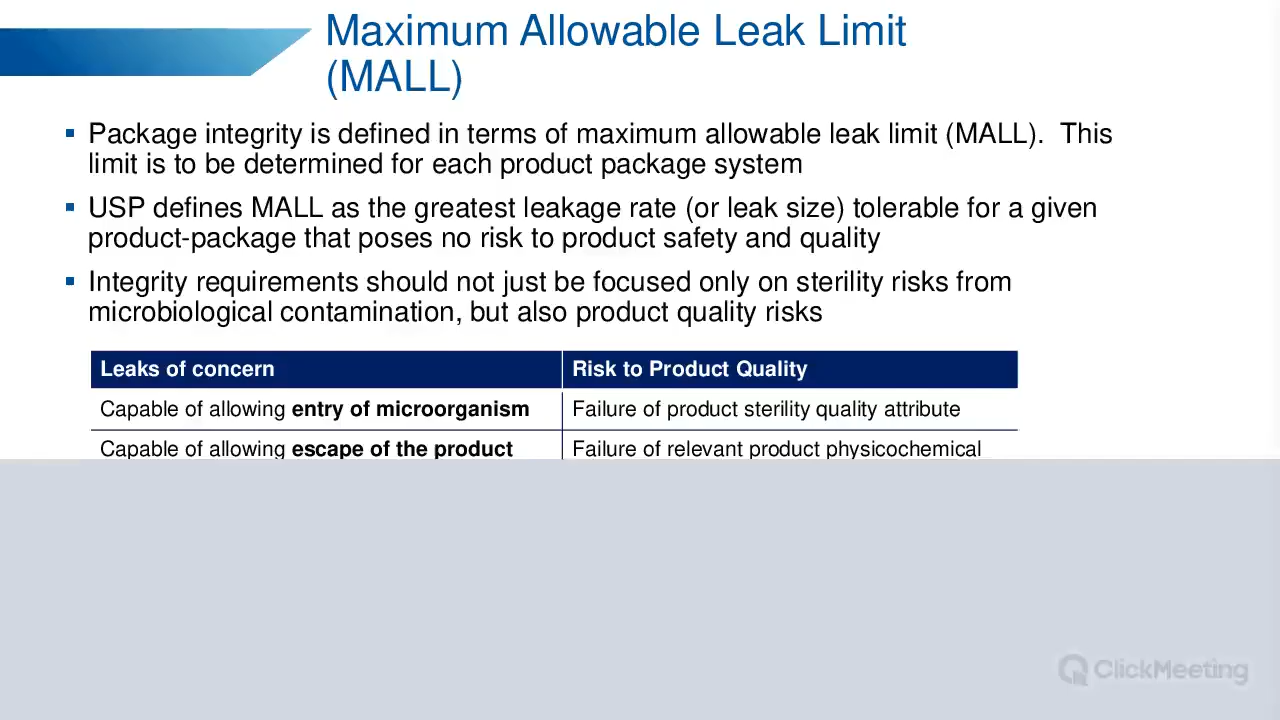 Maximum Allowable Leak Limit
(MALL)
▪ Package integrity is defined in terms of maximum allowable leak limit (MALL). This
limit is to be determined for each product package system
▪ USP defines MALL as the greatest leakage rate (or leak size) tolerable for a given
product-package that poses no risk to product safety and quality
▪ Integrity requirements should not just be focused only on sterility risks from
microbiological contamination, but also product quality risks
Leaks of concern
Risk to Product Quality
Capable of allowing entry of microorganism
Failure of product sterility quality attribute
Capable of allowing escape of the product
Failure of relevant product physicochemical
ClickMeeting